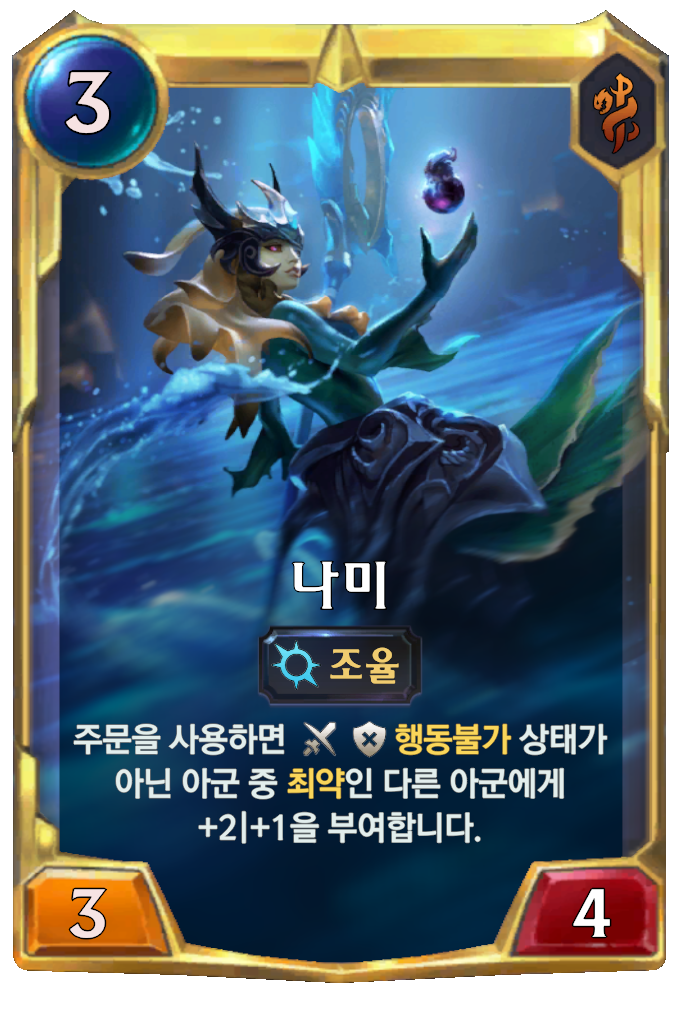 3
나미
조율
주문을 사용하면 행동불가 상태가
아닌 아군 중 최약인 다른 아군에게
+2|+1을 부여합니다.
3
4